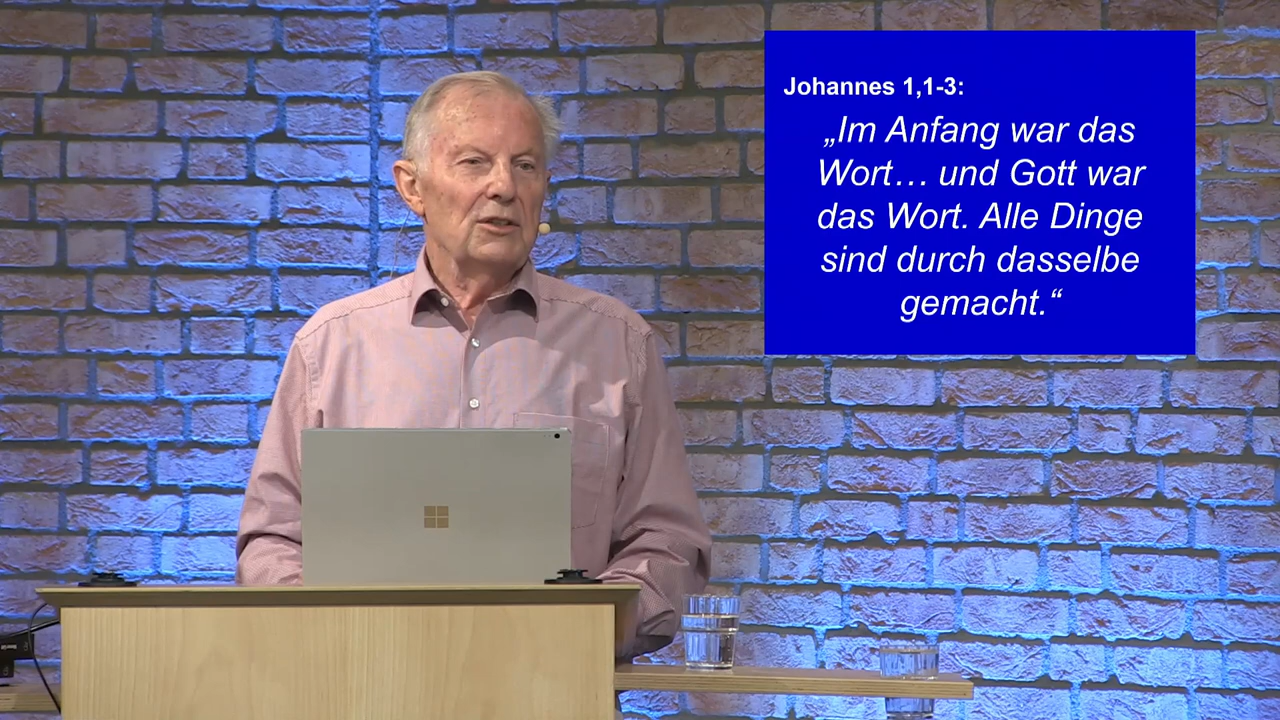 Johannes 1,1-3:
„Im Anfang war das
Wort… und Gott war
das Wort. Alle Dinge
sind durch dasselbe
gemacht.“